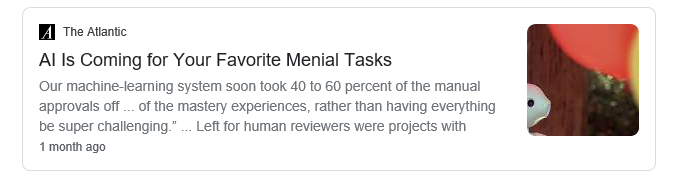 A The Atlantic
AI Is Coming for Your Favorite Menial Tasks
Our machine-learning system soon took 40 to 60 percent of the manual
approvals off ... of the mastery experiences, rather than having everything
be super challenging.” ... Left for human reviewers were projects with
1 month ago